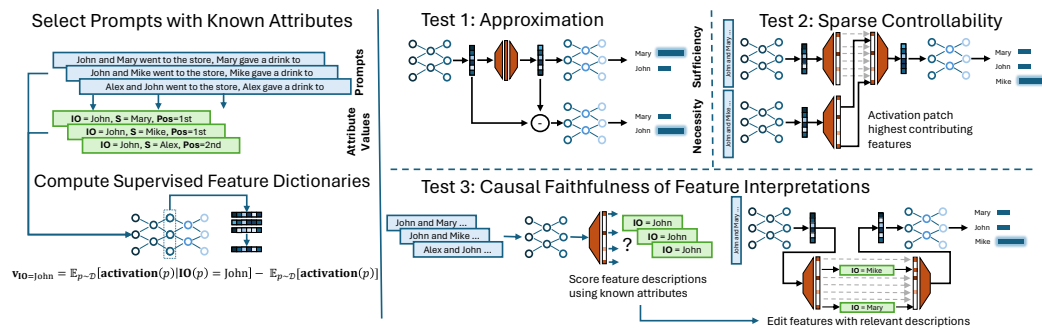 Select Prompts with Known Attributes
John and Mary went to the store, Mary gave a drink to
John and Mike went to the store, Mike gave a drink to
Alex and John went to the store, Alex gave a drink to
Prompts
IO = John, S = Mary, Pos=1st
IO = John, S = Mike, Pos=1st
IO = John, S = Alex, Pos=2nd
Attribute
Values
Compute Supervised Feature Dictionaries
v_IO=John = 𝔼_p~𝒟[activation(p)|IO(p) = John] − 𝔼_p~𝒟[activation(p)]
Test 1: Approximation
Mary
John
Sufficiency
-
Mary
John
Necessity
Test 2: Sparse Controllability
John and Mary ...
Mary
John
Mike
John and Mike ...
Activation patch
highest contributing
features
Test 3: Causal Faithfulness of Feature Interpretations
John and Mary ...
John and Mike ...
Alex and John ...
?
IO = John
IO = John
IO = John
Score feature descriptions
using known attributes
John and Mary ...
Mary
John
Mike
IO = Mike
IO = Mary
Edit features with relevant descriptions